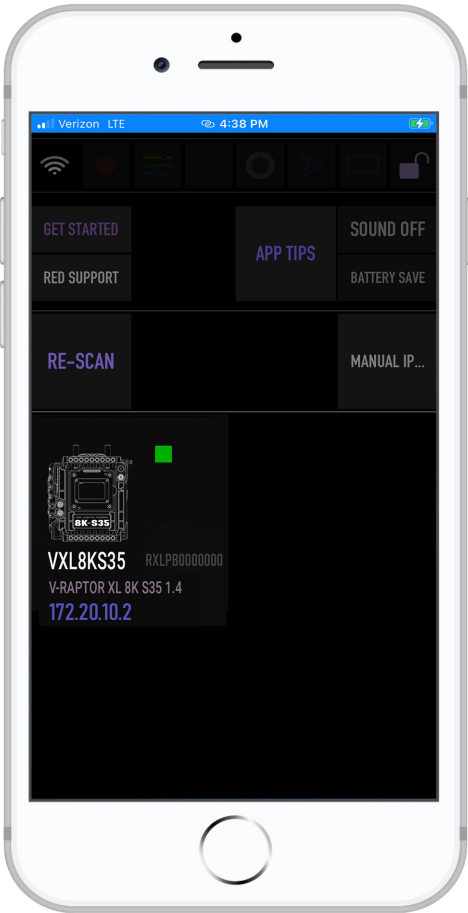 Verizon LTE 4:38 PM
GET STARTED
RED SUPPORT
APP TIPS
SOUND OFF
BATTERY SAVE
RE-SCAN
MANUAL IP...
8K-S35
VXL8KS35 RXLPB0000000
V-RAPTOR XL 8K S35 1.4
172.20.10.2